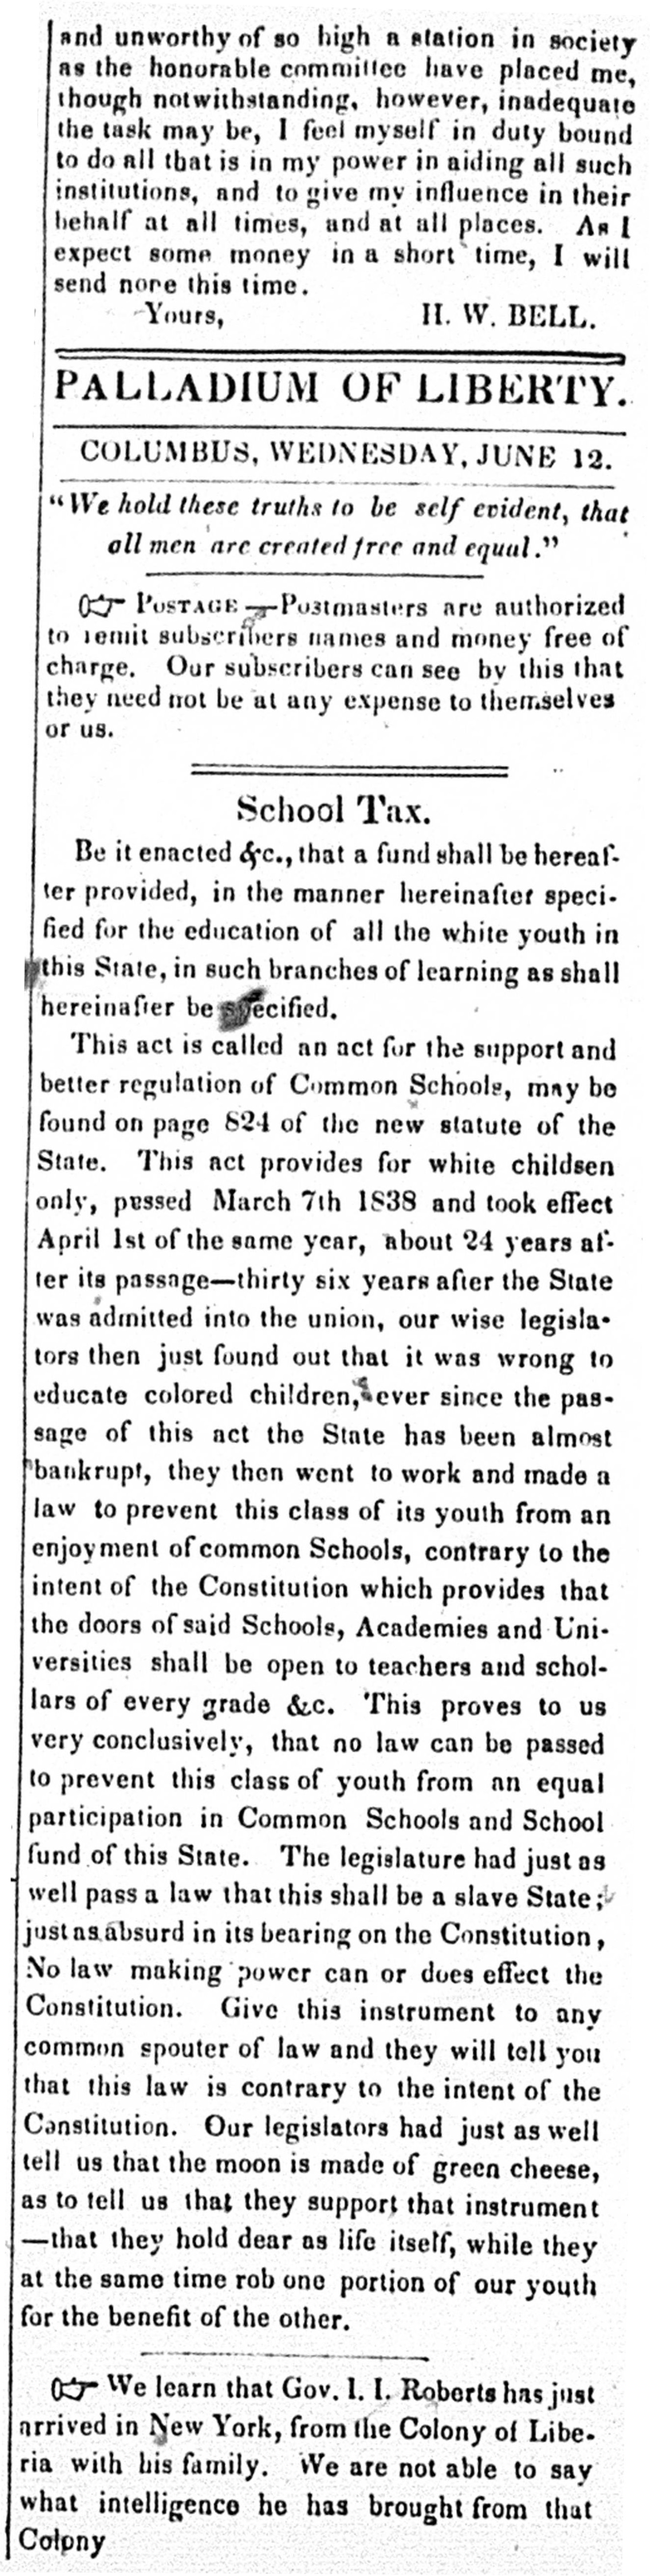 and unworthy of so high a station in society
as the honorable committee have placed me,
though notwithstanding, however, inadequate
the task may be, I feel myself in duty bound
to do all that is in my power in aiding all such
institutions, and to give my influence in their
behalf at all times, and at all places. As I
expect some money in a short time, I will
send none this time.
Yours, H. W. BELL.
PALLADIUM OF LIBERTY.
COLUMBUS, WEDNESDAY, JUNE 12.
"We hold these truths to be self evident, that
all men are created free and equal."
☞ POSTAGE.—Postmasters are authorized
to remit subscribers names and money free of
charge. Our subscribers can see by this that
they need not be at any expense to themselves
or us.
School Tax.
Be it enacted &c., that a fund shall be hereaf-
ter provided, in the manner hereinafter speci-
fied for the education of all the white youth in
this State, in such branches of learning as shall
hereinafter be specified.
This act is called an act for the support and
better regulation of Common Schools, may be
found on page 824 of the new statute of the
State. This act provides for white childsen
only, pessed March 7th 1838 and took effect
April 1st of the same year, about 24 years af-
ter its passage—thirty six years after the State
was admitted into the union, our wise legisla-
tors then just found out that it was wrong to
educate colored children, ever since the pas-
sage of this act the State has been almost
bankrupt, they then went to work and made a
law to prevent this class of its youth from an
enjoyment of common Schools, contrary to the
intent of the Constitution which provides that
the doors of said Schools, Academies and Uni-
versities shall be open to teachers and schol-
lars of every grade &c. This proves to us
very conclusively, that no law can be passed
to prevent this class of youth from an equal
participation in Common Schools and School
fund of this State. The legislature had just as
well pass a law that this shall be a slave State;
just as absurd in its bearing on the Constitution,
No law making power can or does effect the
Constitution. Give this instrument to any
common spouter of law and they will tell you
that this law is contrary to the intent of the
Canstitution. Our legislators had just as well
tell us that the moon is made of green cheese,
as to tell us that they support that instrument
—that they hold dear as life itself, while they
at the same time rob one portion of our youth
for the benefit of the other.
☞ We learn that Gov. I. I. Roberts has just
arrived in New York, from the Colony of Libe-
ria with his family. We are not able to say
what intelligence he has brought from that
Colony